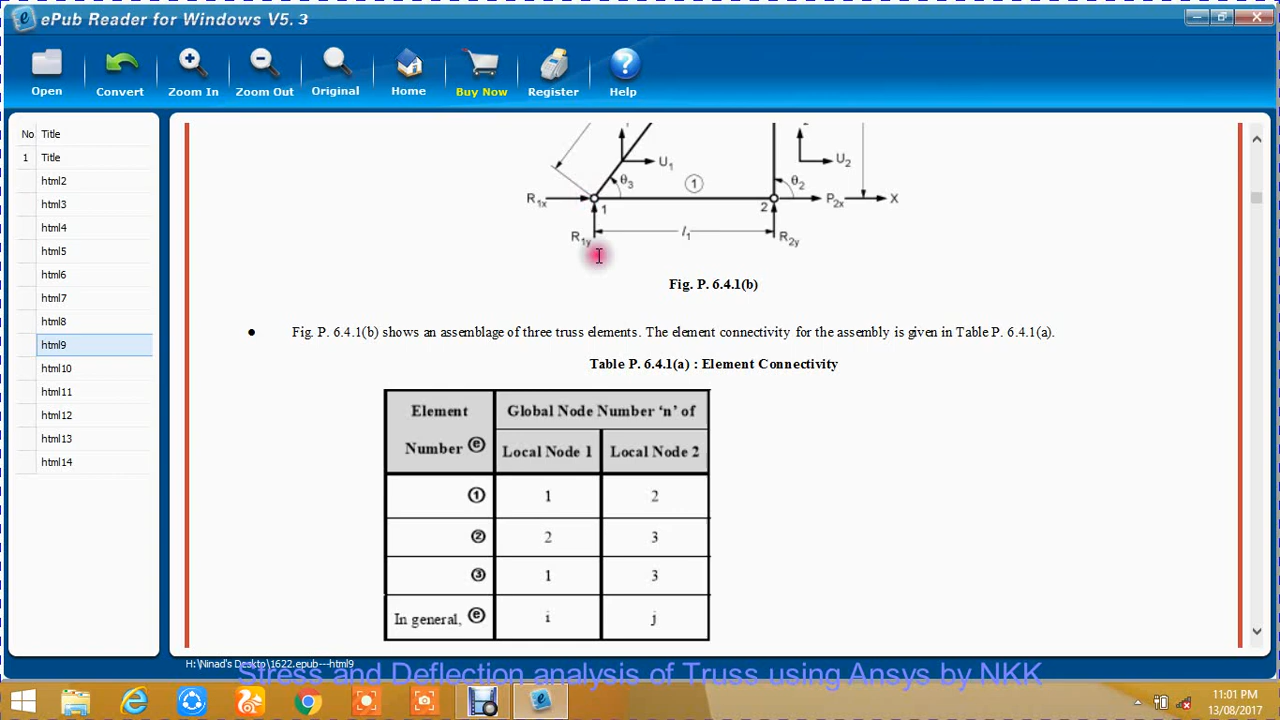 ePub Reader for Windows V5. 3
Open
Convert
Zoom In
Zoom Out
Original
Home
Buy Now
Register
Help
No Title
1 Title
html2
html3
html4
html5
html6
html7
html8
html9
html10
html11
html12
html13
html14
U1
U2
θ3
1
θ2
R1x
1
2
P2x
X
R1y
l1
R2y
Fig. P. 6.4.1(b)
• Fig. P. 6.4.1(b) shows an assemblage of three truss elements. The element connectivity for the assembly is given in Table P. 6.4.1(a).
Table P. 6.4.1(a) : Element Connectivity
Element Number ⓔ
Global Node Number ‘n’ of
Local Node 1 Local Node 2
① 1 2
② 2 3
③ 1 3
In general, ⓔ i j
H:\Ninad's Deskto\1622.epub---html9
Stress and Deflection analysis of Truss using Ansys by NKK
11:01 PM
13/08/2017